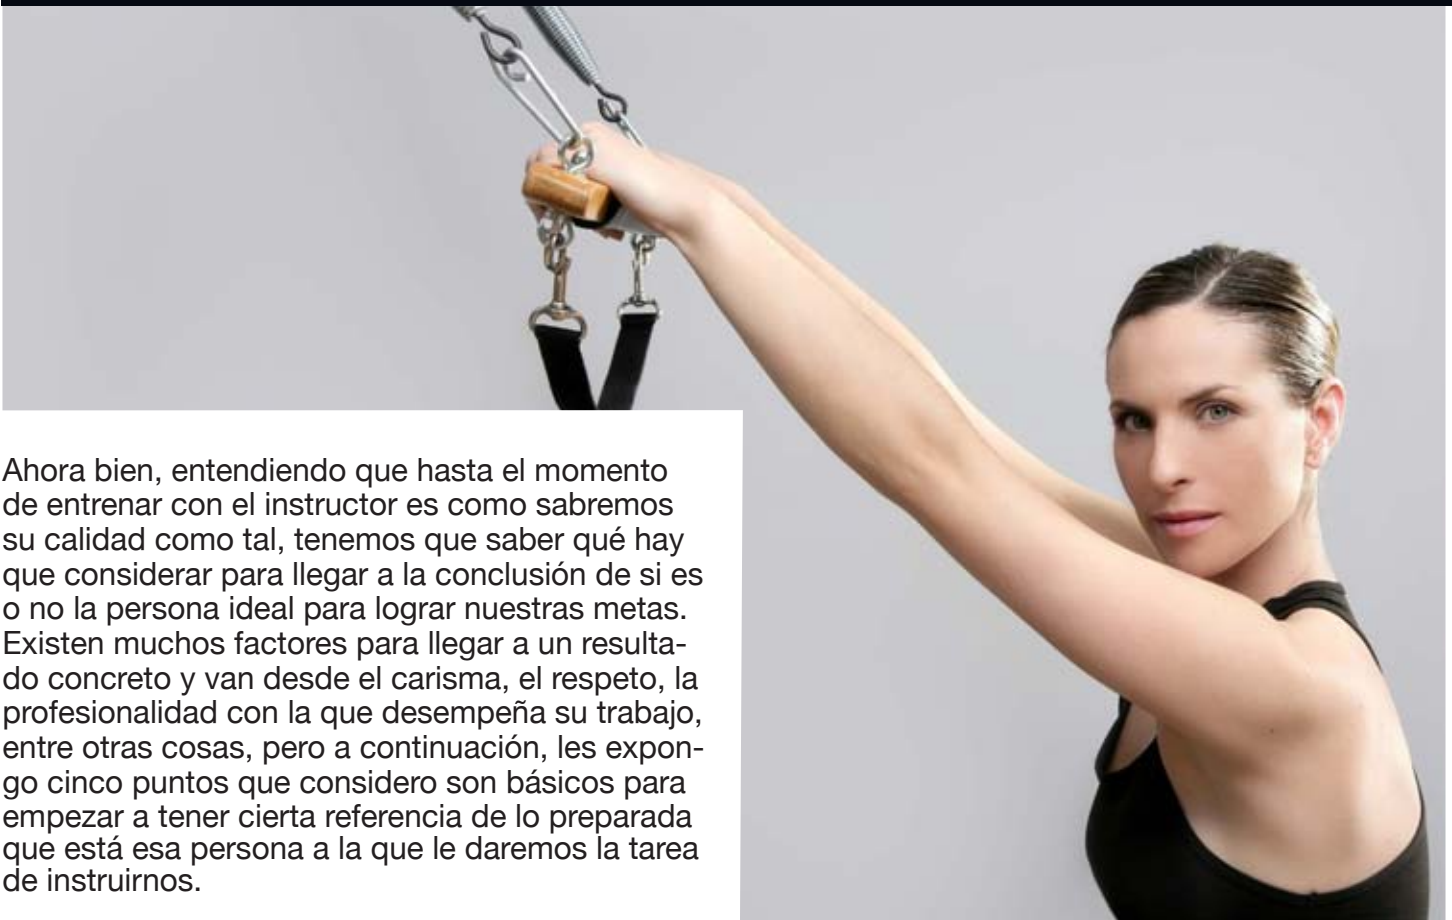 Ahora bien, entendiendo que hasta el momento
de entrenar con el instructor es como sabremos
su calidad como tal, tenemos que saber qué hay
que considerar para llegar a la conclusión de si es
o no la persona ideal para lograr nuestras metas.
Existen muchos factores para llegar a un resulta-
do concreto y van desde el carisma, el respeto, la
profesionalidad con la que desempeña su trabajo,
entre otras cosas, pero a continuación, les expon-
go cinco puntos que considero son básicos para
empezar a tener cierta referencia de lo preparada
que está esa persona a la que le daremos la tarea
de instruirnos.